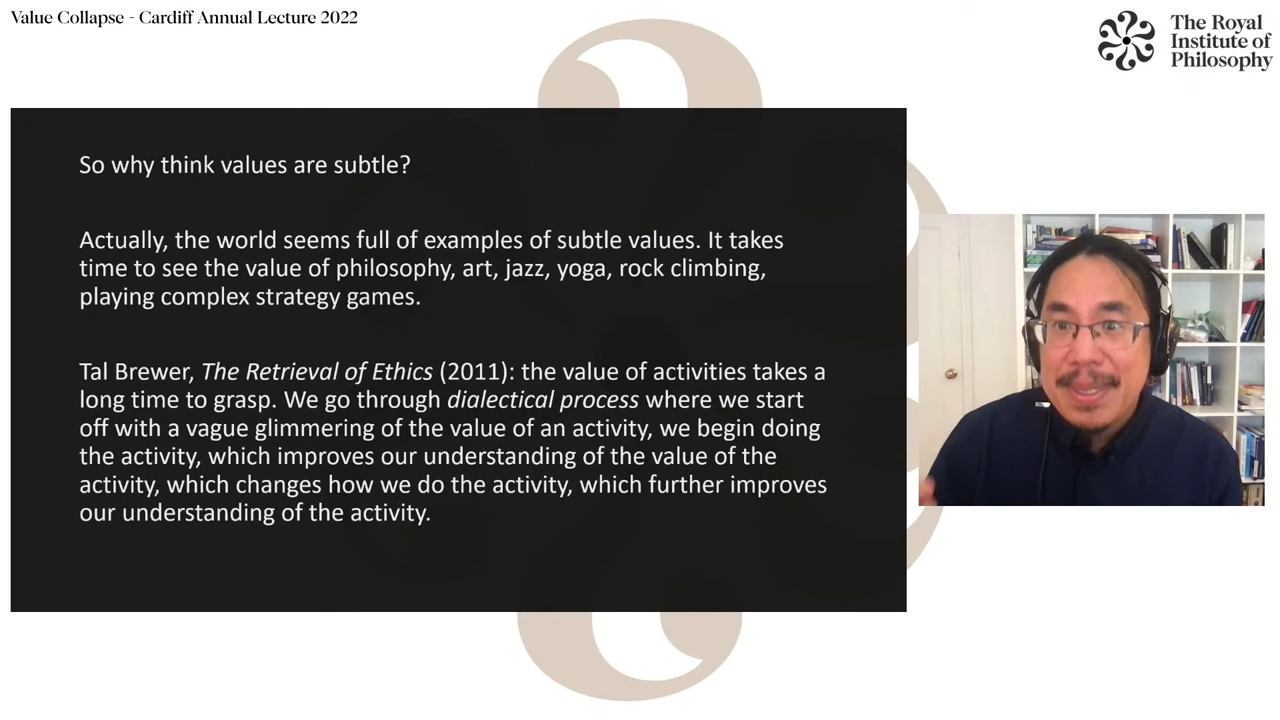 Value Collapse - Cardiff Annual Lecture 2022
The Royal
Institute of
Philosophy
So why think values are subtle?
Actually, the world seems full of examples of subtle values. It takes
time to see the value of philosophy, art, jazz, yoga, rock climbing,
playing complex strategy games.
Tal Brewer, The Retrieval of Ethics (2011): the value of activities takes a
long time to grasp. We go through dialectical process where we start
off with a vague glimmering of the value of an activity, we begin doing
the activity, which improves our understanding of the value of the
activity, which changes how we do the activity, which further improves
our understanding of the activity.